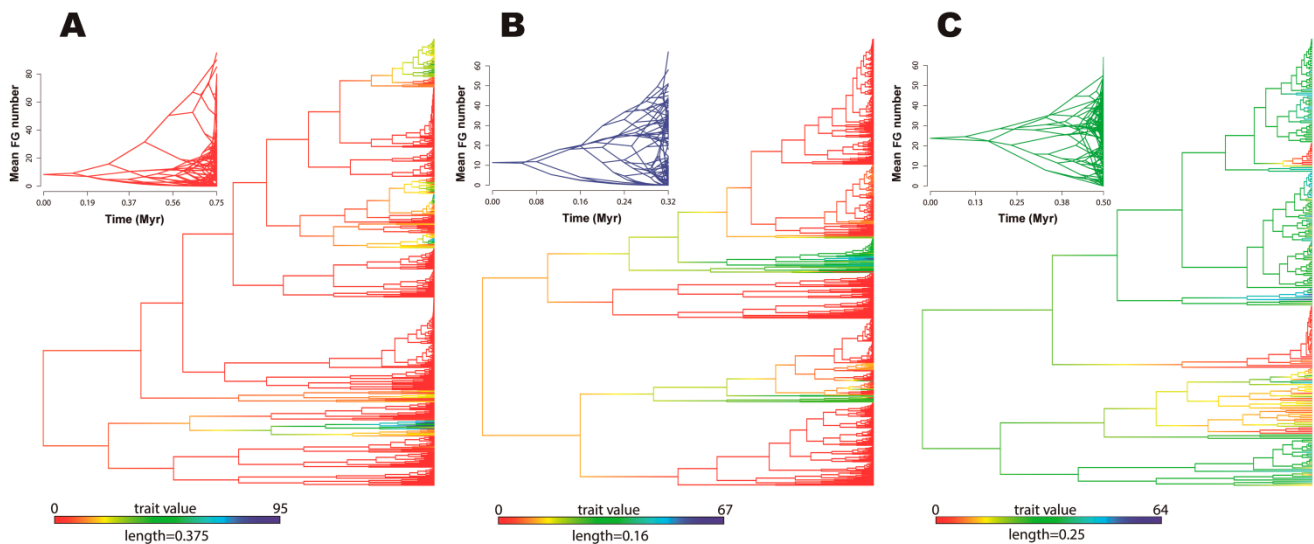 A
Mean FG number
80
60
40
20
0
0.00 0.19 0.37 0.56 0.75
Time (Myr)
0 trait value 95
length=0.375
B
Mean FG number
60
50
40
30
20
10
0
0.00 0.08 0.16 0.24 0.32
Time (Myr)
0 trait value 67
length=0.16
C
Mean FG number
60
50
40
30
20
10
0
0.00 0.13 0.25 0.38 0.50
Time (Myr)
0 trait value 64
length=0.25